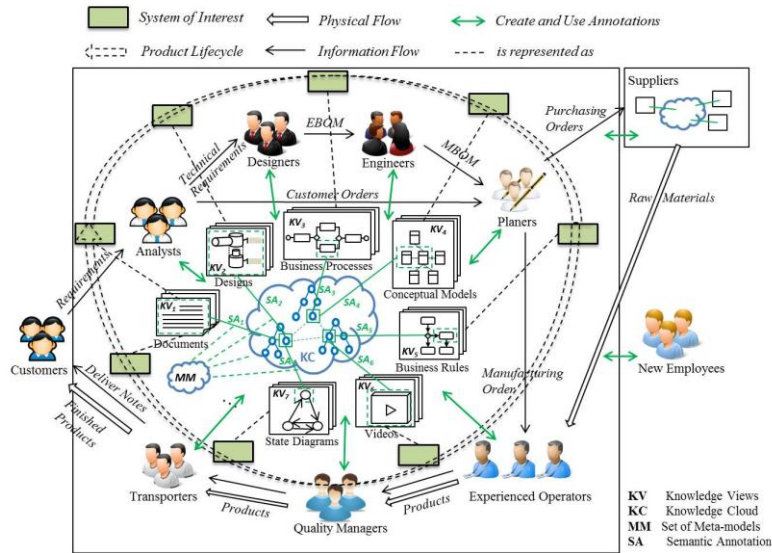 System of Interest
Physical Flow
Create and Use Annotations
Product Lifecycle
Information Flow
is represented as
Suppliers
Purchasing
Orders
EBOM
Designers
Engineers
MBOM
Technical
Requirements
Customer Orders
Planers
Raw Materials
Analysts
KV2
Designs
KV3
Business Processes
KV4
Conceptual Models
Requirements
KV1
Documents
SA1
SA2
SA3
SA4
SA5
SA6
SA
KC
MM
KV5
Business Rules
Customers
New Employees
Deliver Notes
Finished
Products
Manufacturing
Order
KV7
State Diagrams
KV6
Videos
...
Transporters
Products
Quality Managers
Products
Experienced Operators
KV Knowledge Views
KC Knowledge Cloud
MM Set of Meta-models
SA Semantic Annotation